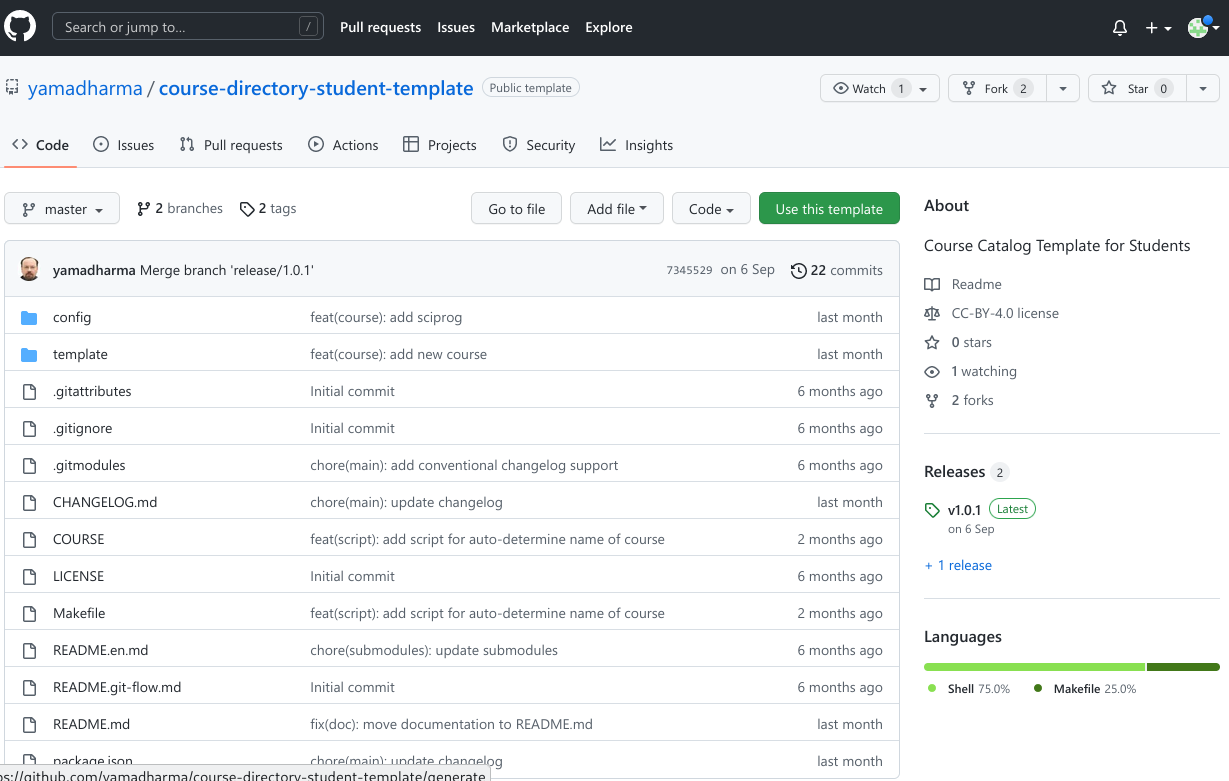 Search or jump to... / Pull requests Issues Marketplace Explore
yamadharma / course-directory-student-template Public template Watch 1 Fork 2 Star 0
Code Issues Pull requests Actions Projects Security Insights
master 2 branches 2 tags Go to file Add file Code Use this template
yamadharma Merge branch 'release/1.0.1' 7345529 on 6 Sep 22 commits
config feat(course): add sciprog last month
template feat(course): add new course last month
.gitattributes Initial commit 6 months ago
.gitignore Initial commit 6 months ago
.gitmodules chore(main): add conventional changelog support 6 months ago
CHANGELOG.md chore(main): update changelog last month
COURSE feat(script): add script for auto-determine name of course 2 months ago
LICENSE Initial commit 6 months ago
Makefile feat(script): add script for auto-determine name of course 2 months ago
README.en.md chore(submodules): update submodules 6 months ago
README.git-flow.md Initial commit 6 months ago
README.md fix(doc): move documentation to README.md last month
package.json chore(main): update changelog last month
ps://github.com/yamadharma/course-directory-student-template/generate
About
Course Catalog Template for Students
Readme
CC-BY-4.0 license
0 stars
1 watching
2 forks
Releases 2
v1.0.1 Latest
on 6 Sep
+ 1 release
Languages
Shell 75.0% Makefile 25.0%